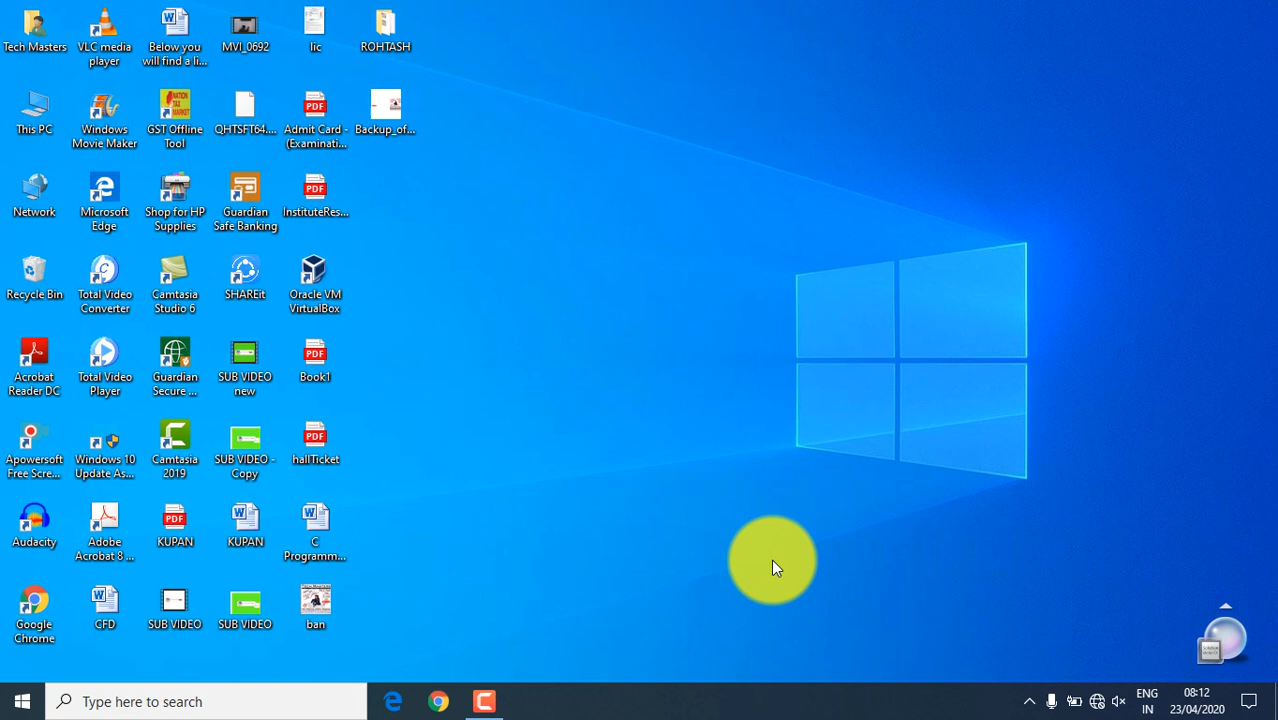 Tech Masters
VLC media
player
Below you
will find a li...
MVI_0692
lic
ROHTASH
This PC
Windows
Movie Maker
GST Offline
Tool
QHTSFT64....
PDF
Admit Card -
(Examinati...
Backup_of...
Network
Microsoft
Edge
Shop for HP
Supplies
Guardian
Safe Banking
PDF
InstituteRes...
Recycle Bin
Total Video
Converter
Camtasia
Studio 6
SHAREit
Oracle VM
VirtualBox
Acrobat
Reader DC
Total Video
Player
Guardian
Secure ...
SUB VIDEO
new
PDF
Book1
Apowersoft
Free Scre...
Windows 10
Update As...
Camtasia
2019
SUB VIDEO -
Copy
PDF
hallTicket
Audacity
Adobe
Acrobat 8 ...
PDF
KUPAN
KUPAN
C
Programm...
Google
Chrome
CFD
SUB VIDEO
SUB VIDEO
ban
Type here to search
ENG
IN
08:12
23/04/2020